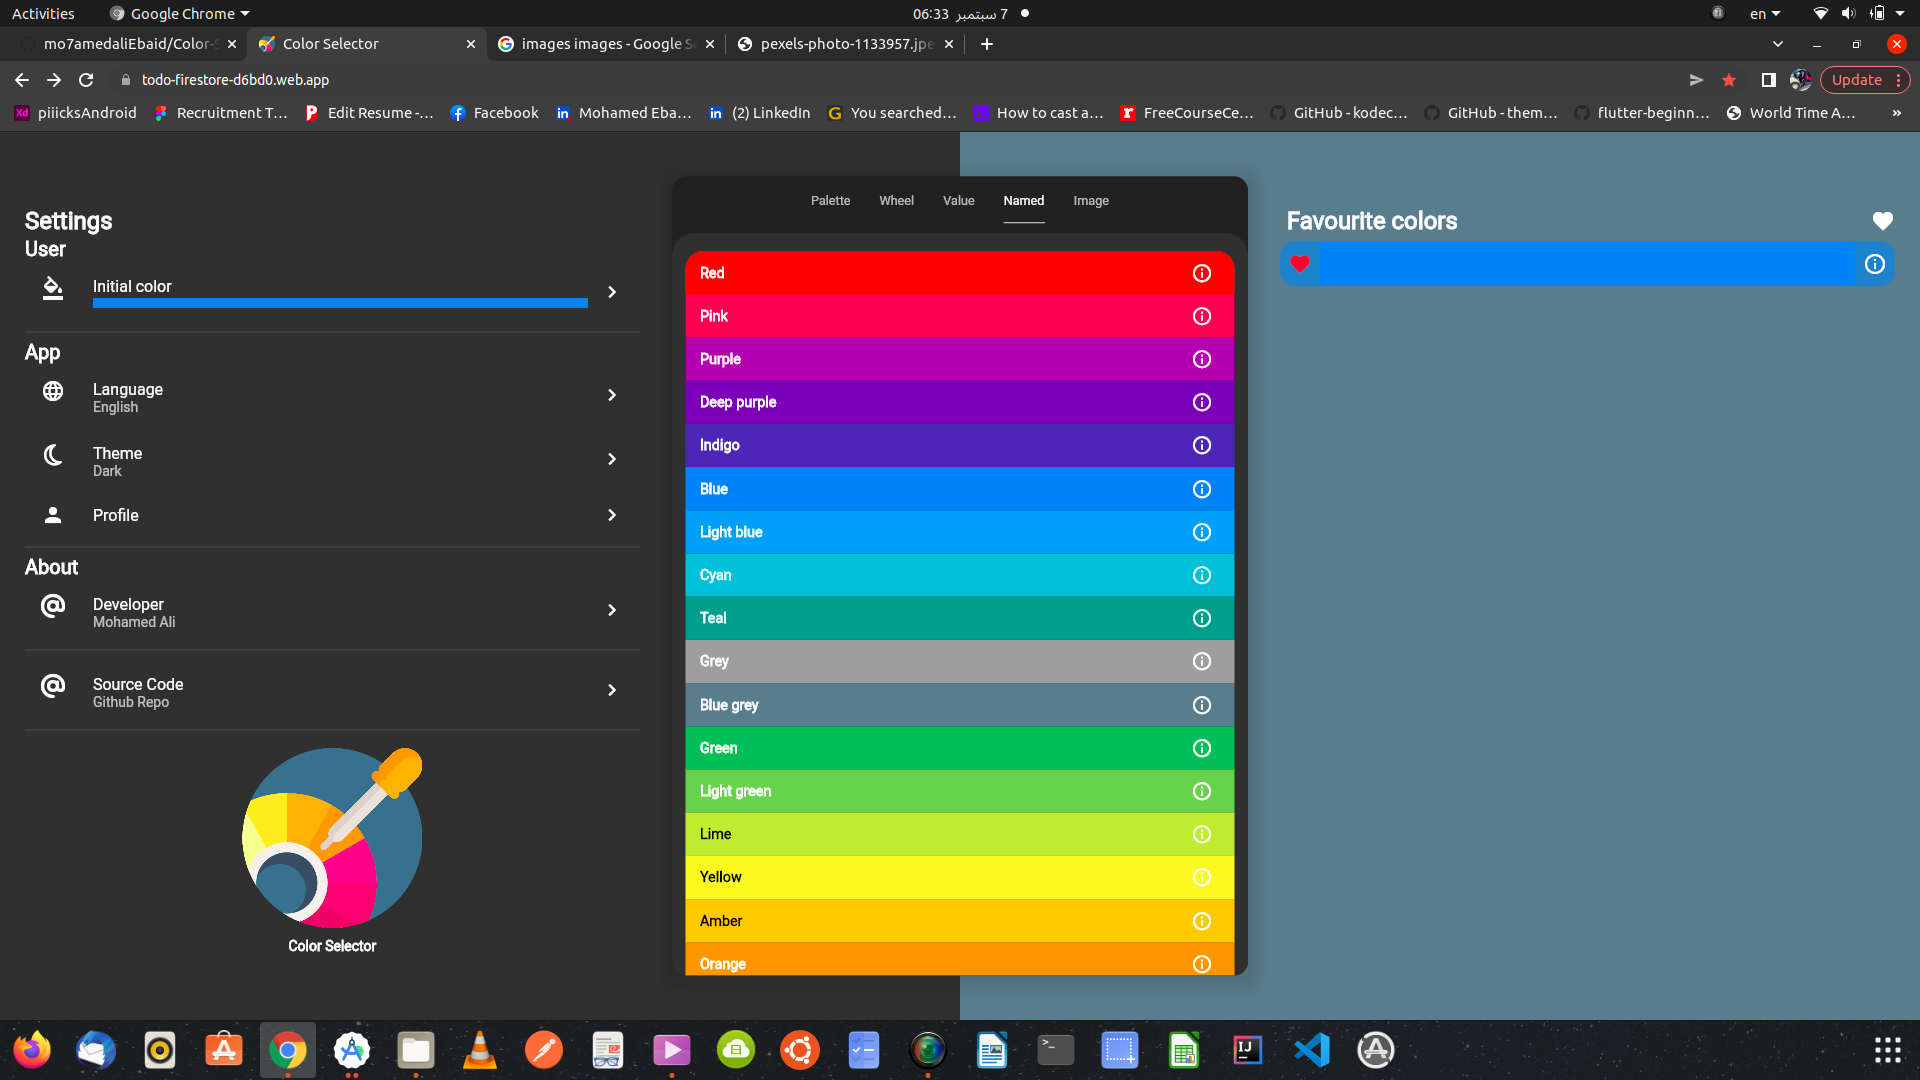 Activities
Google Chrome
7 سبتمبر 06:33
en
mo7amedaliEbaid/Color-S
Color Selector
images images - Google S
pexels-photo-1133957.jpe
todo-firestore-d6bd0.web.app
Update
Xd piiicksAndroid
Recruitment T...
Edit Resume -...
Facebook
in Mohamed Eba...
in (2) LinkedIn
G You searched...
How to cast a...
FreeCourseCe...
GitHub - kodec...
GitHub - them...
flutter-beginn...
World Time A...
»
Settings
User
Initial color
App
Language
English
Theme
Dark
Profile
About
Developer
Mohamed Ali
Source Code
Github Repo
Color Selector
Palette
Wheel
Value
Named
Image
Red
Pink
Purple
Deep purple
Indigo
Blue
Light blue
Cyan
Teal
Grey
Blue grey
Green
Light green
Lime
Yellow
Amber
Orange
Favourite colors